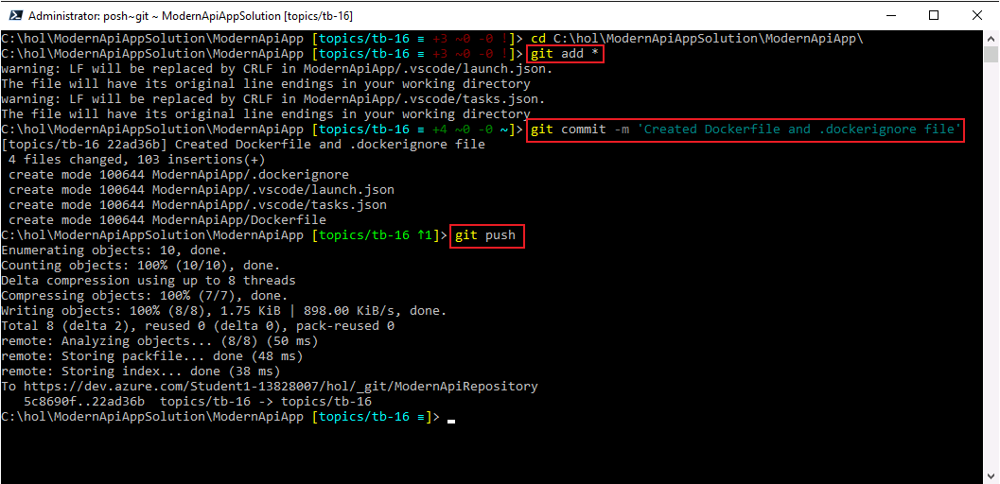 Administrator: posh~git ~ ModernApiAppSolution [topics/tb-16]
C:\hol\ModernApiAppSolution\ModernApiApp [topics/tb-16 ≡ +3 ~0 -0 !]> cd C:\hol\ModernApiAppSolution\ModernApiApp\
C:\hol\ModernApiAppSolution\ModernApiApp [topics/tb-16 ≡ +3 ~0 -0 !]> git add *
warning: LF will be replaced by CRLF in ModernApiApp/.vscode/launch.json.
The file will have its original line endings in your working directory
warning: LF will be replaced by CRLF in ModernApiApp/.vscode/tasks.json.
The file will have its original line endings in your working directory
C:\hol\ModernApiAppSolution\ModernApiApp [topics/tb-16 ≡ +4 ~0 -0 ~]> git commit -m 'Created Dockerfile and .dockerignore file'
[topics/tb-16 22ad36b] Created Dockerfile and .dockerignore file
 4 files changed, 103 insertions(+)
 create mode 100644 ModernApiApp/.dockerignore
 create mode 100644 ModernApiApp/.vscode/launch.json
 create mode 100644 ModernApiApp/.vscode/tasks.json
 create mode 100644 ModernApiApp/Dockerfile
C:\hol\ModernApiAppSolution\ModernApiApp [topics/tb-16 ↑1]> git push
Enumerating objects: 10, done.
Counting objects: 100% (10/10), done.
Delta compression using up to 8 threads
Compressing objects: 100% (7/7), done.
Writing objects: 100% (8/8), 1.75 KiB | 898.00 KiB/s, done.
Total 8 (delta 2), reused 0 (delta 0), pack-reused 0
remote: Analyzing objects... (8/8) (50 ms)
remote: Storing packfile... done (48 ms)
remote: Storing index... done (38 ms)
To https://dev.azure.com/Student1-13828007/hol/_git/ModernApiRepository
   5c8690f..22ad36b  topics/tb-16 -> topics/tb-16
C:\hol\ModernApiAppSolution\ModernApiApp [topics/tb-16 ≡]>